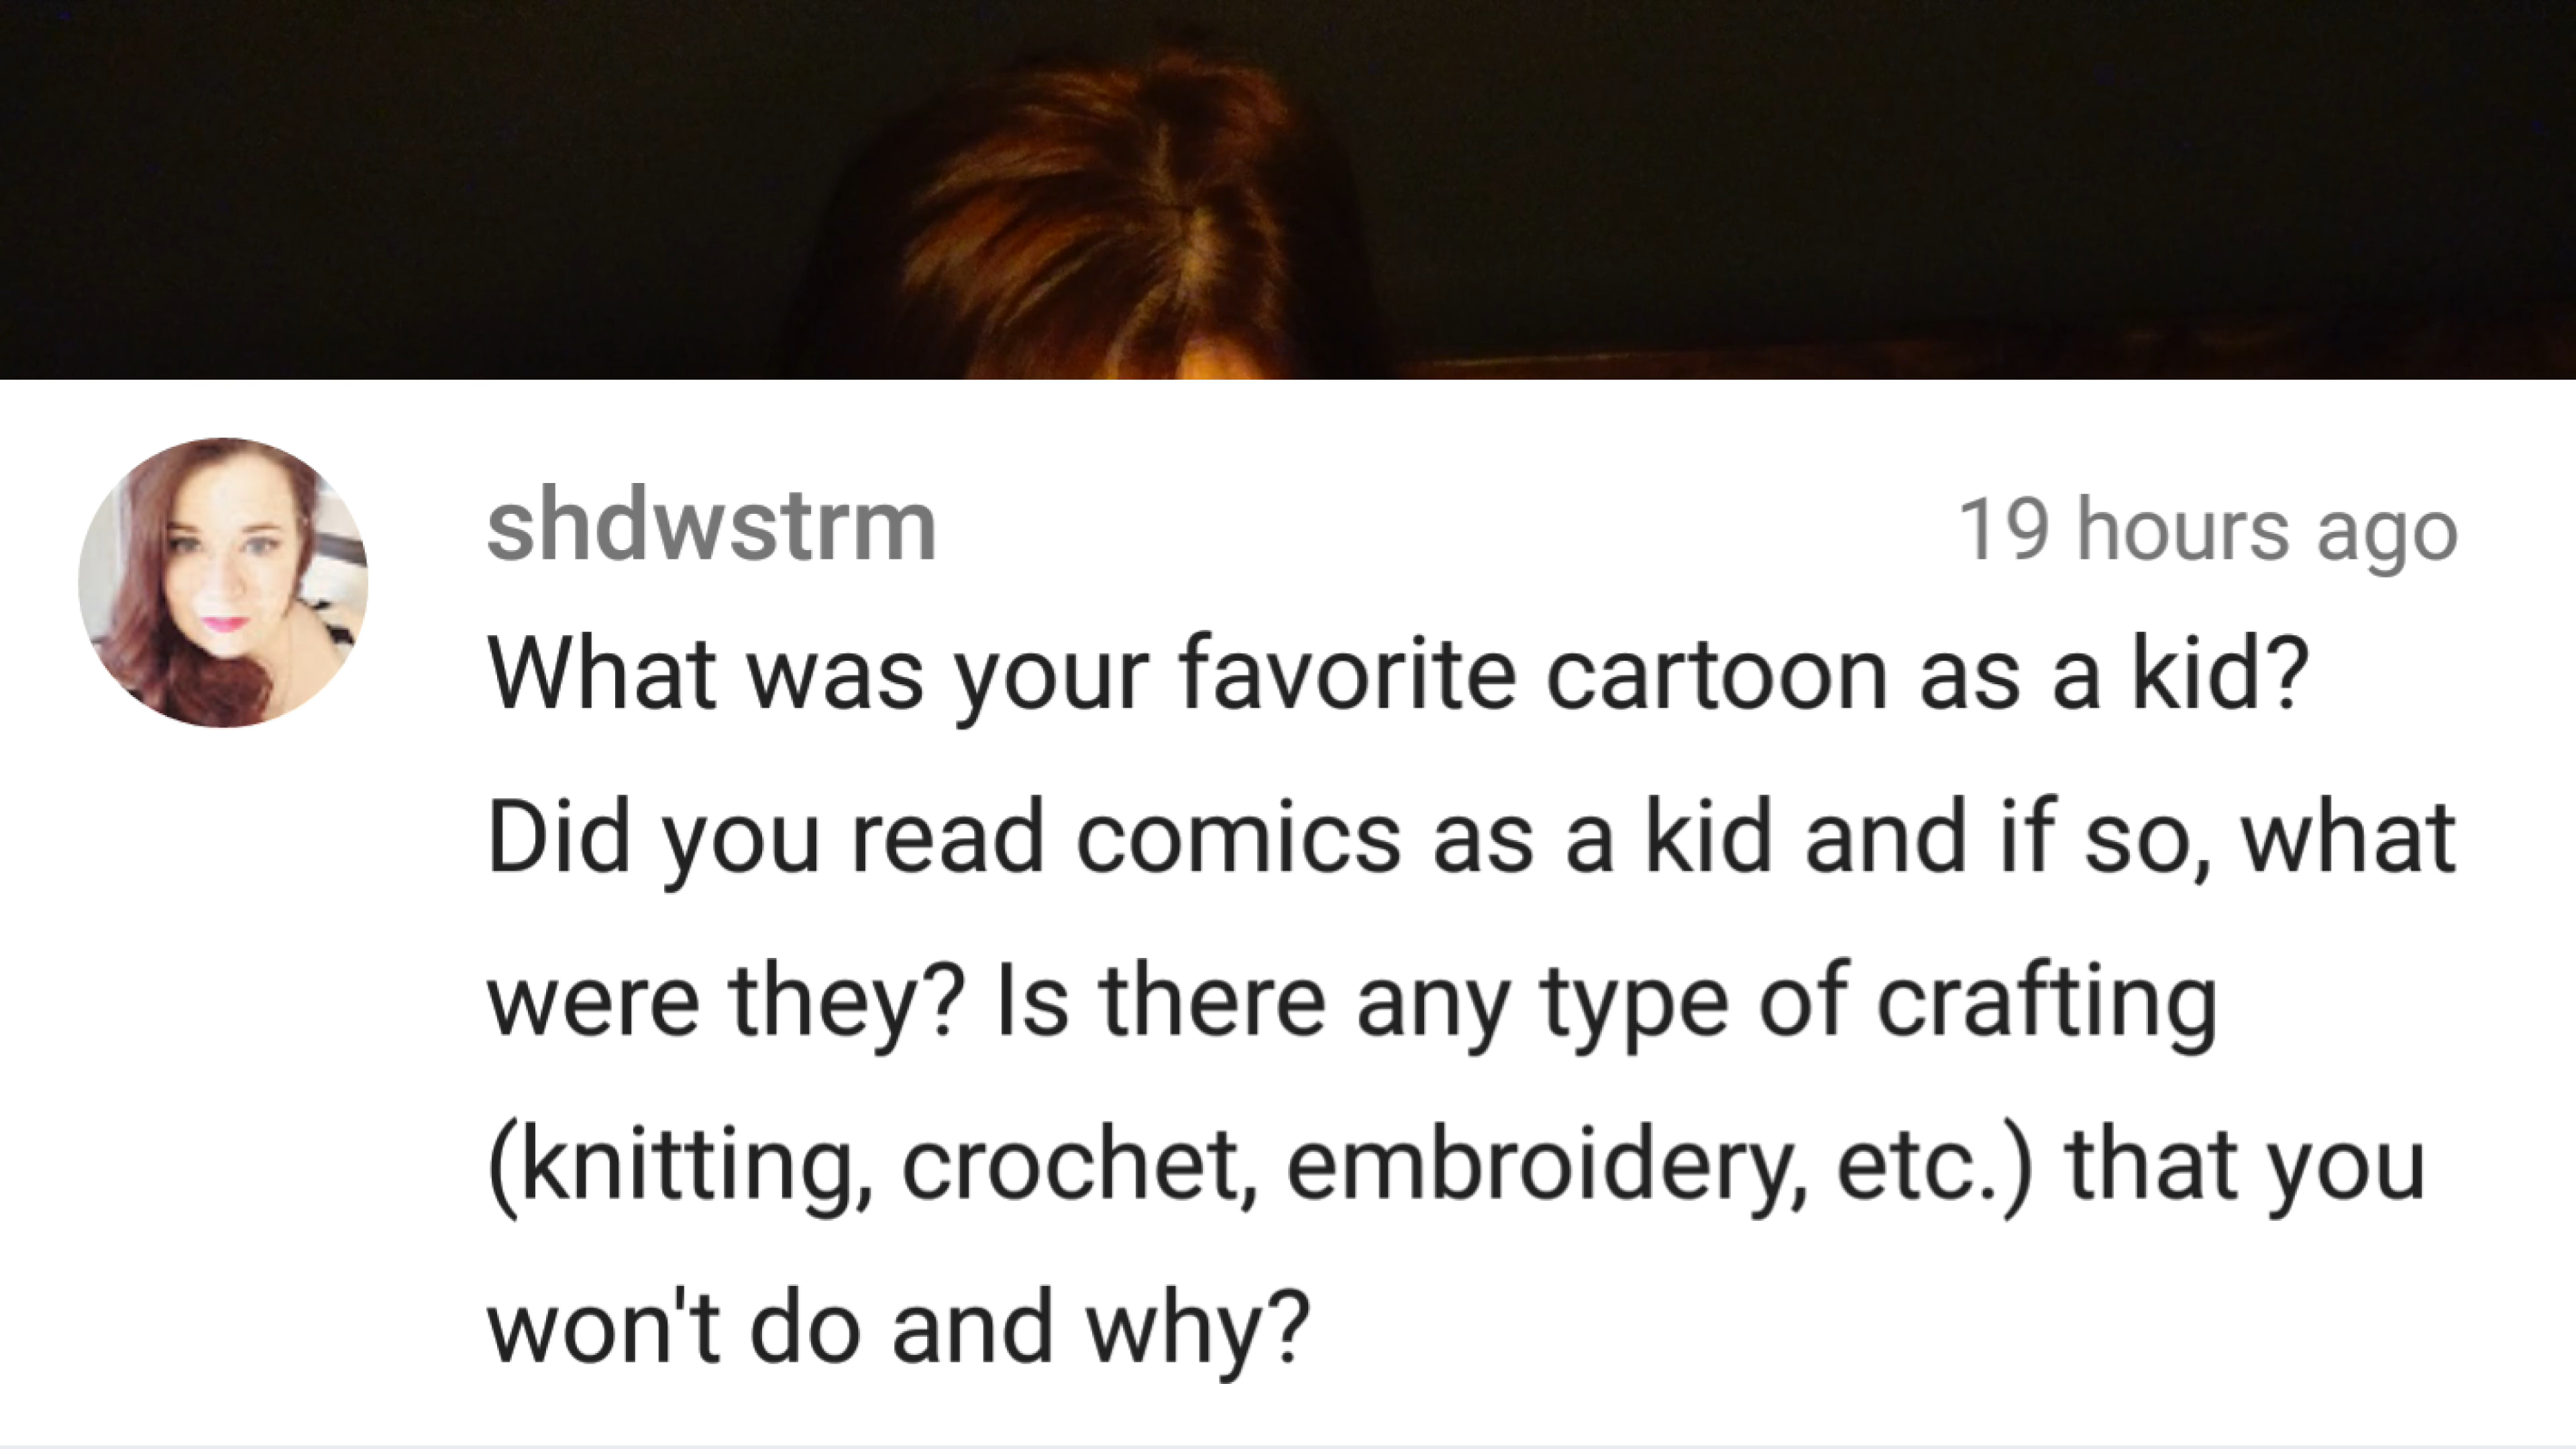 shdwstrm 19 hours ago
What was your favorite cartoon as a kid?
Did you read comics as a kid and if so, what
were they? Is there any type of crafting
(knitting, crochet, embroidery, etc.) that you
won't do and why?